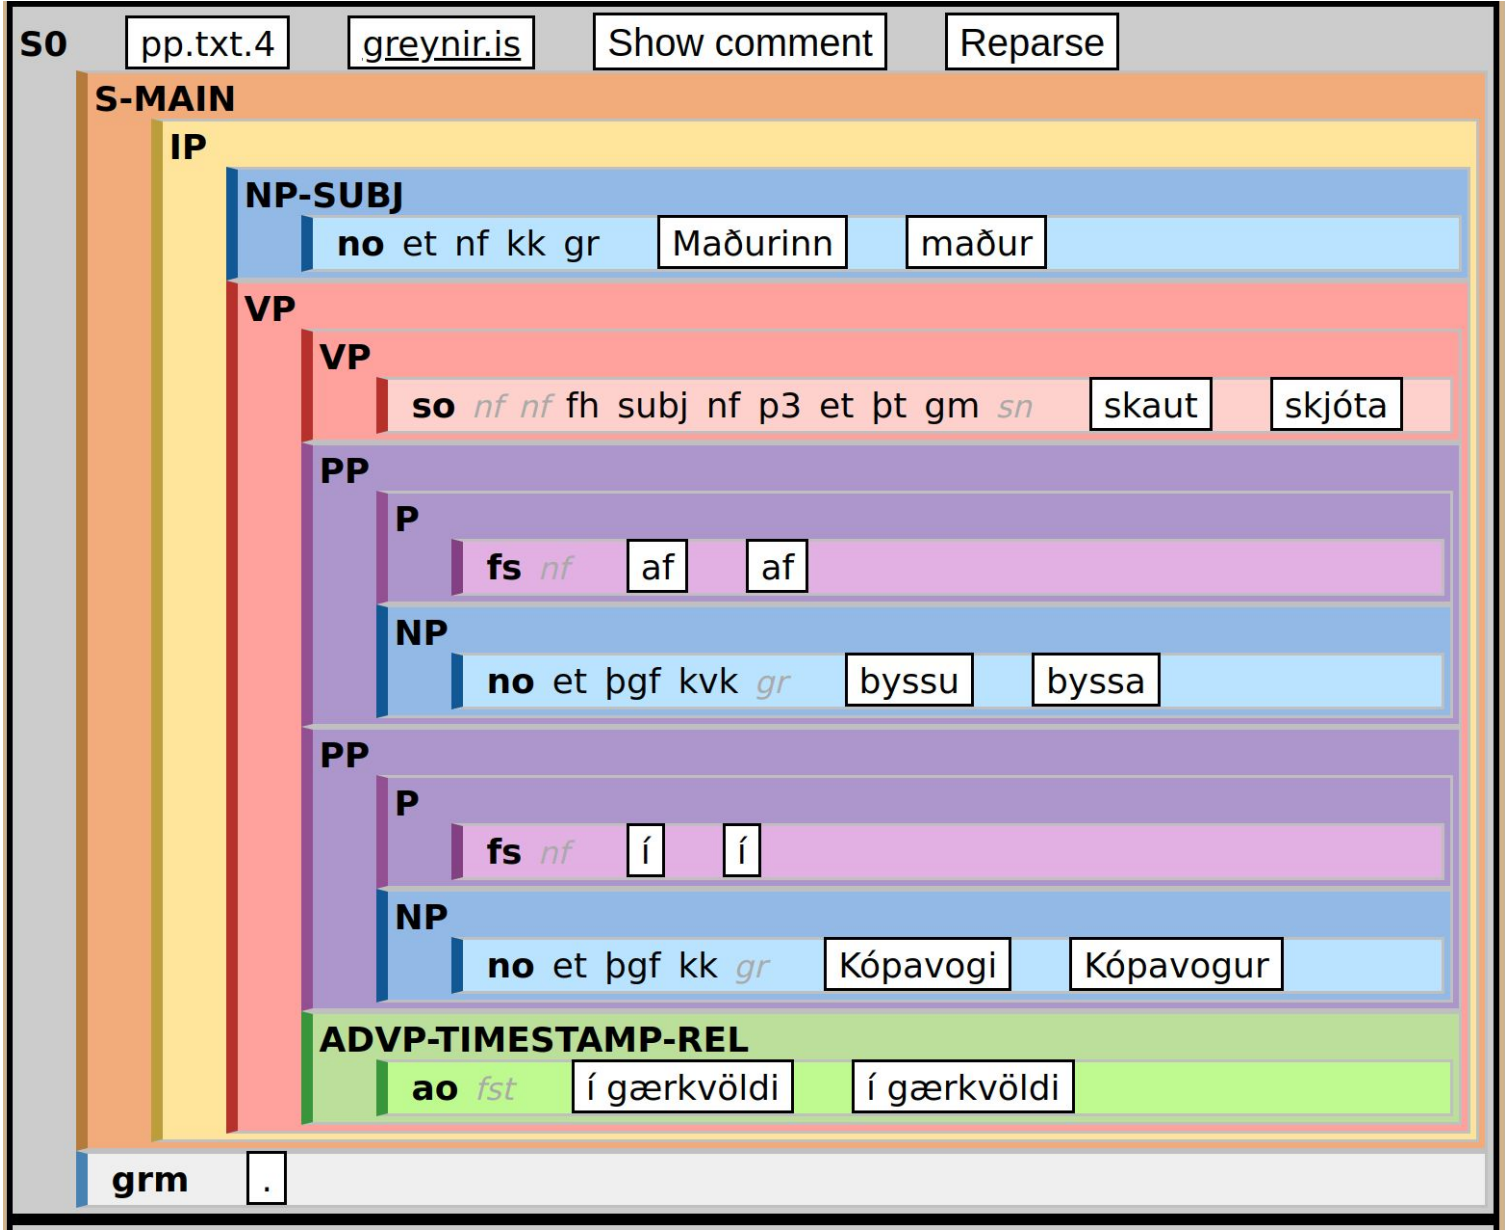 S0 pp.txt.4 greynir.is Show comment Reparse
S-MAIN
IP
NP-SUBJ
no et nf kk gr Maðurinn maður
VP
VP
so nf nf fh subj nf p3 et þt gm sn skaut skjóta
PP
P
fs nf af af
NP
no et þgf kvk gr byssu byssa
PP
P
fs nf í í
NP
no et þgf kk gr Kópavogi Kópavogur
ADVP-TIMESTAMP-REL
ao fst í gærkvöldi í gærkvöldi
grm .